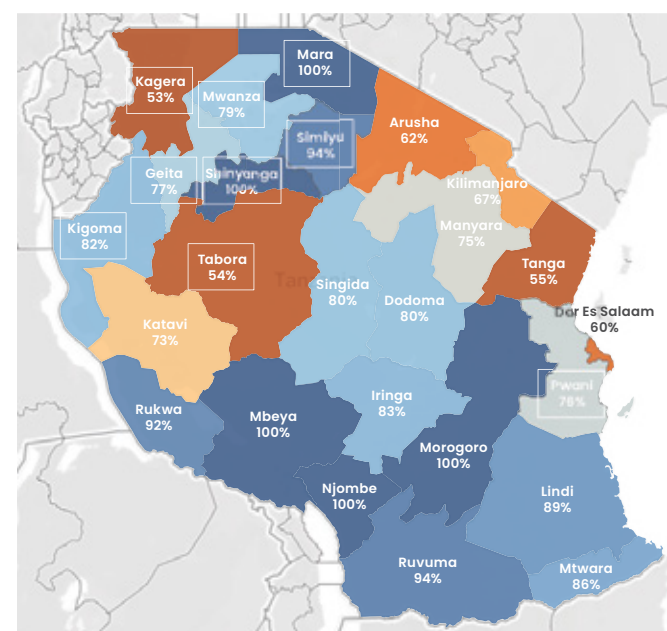 Mara
100%
Kagera
53%
Mwanza
79%
Arusha
62%
Simiyu
94%
Geita
77%
Shinyanga
100%
Kilimanjaro
67%
Manyara
75%
Kigoma
82%
Tabora
54%
Tanga
55%
Singida
80%
Dodoma
80%
Dar Es Salaam
60%
Katavi
73%
Pwani
78%
Iringa
83%
Rukwa
92%
Mbeya
100%
Morogoro
100%
Njombe
100%
Lindi
89%
Ruvuma
94%
Mtwara
86%